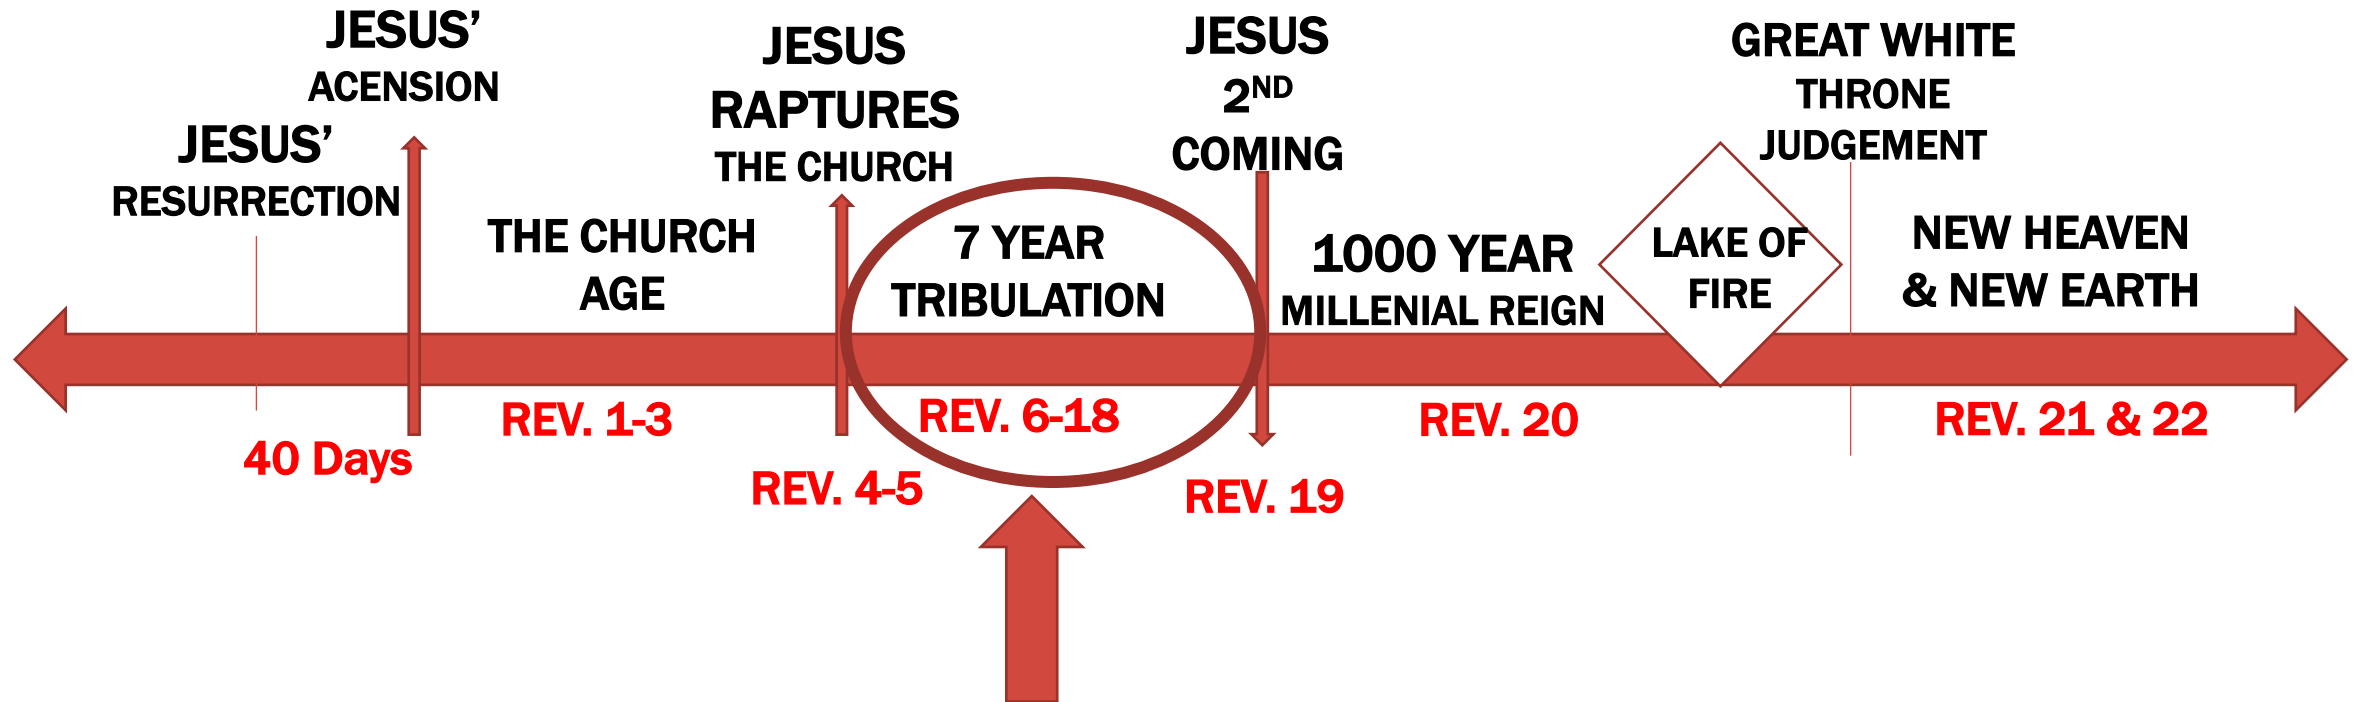 JESUS’
RESURRECTION
JESUS’
ACENSION
40 Days
THE CHURCH
AGE
REV. 1-3
JESUS
RAPTURES
THE CHURCH
REV. 4-5
7 YEAR
TRIBULATION
REV. 6-18
JESUS
2ND
COMING
REV. 19
1000 YEAR
MILLENIAL REIGN
REV. 20
LAKE OF
FIRE
GREAT WHITE
THRONE
JUDGEMENT
NEW HEAVEN
& NEW EARTH
REV. 21 & 22